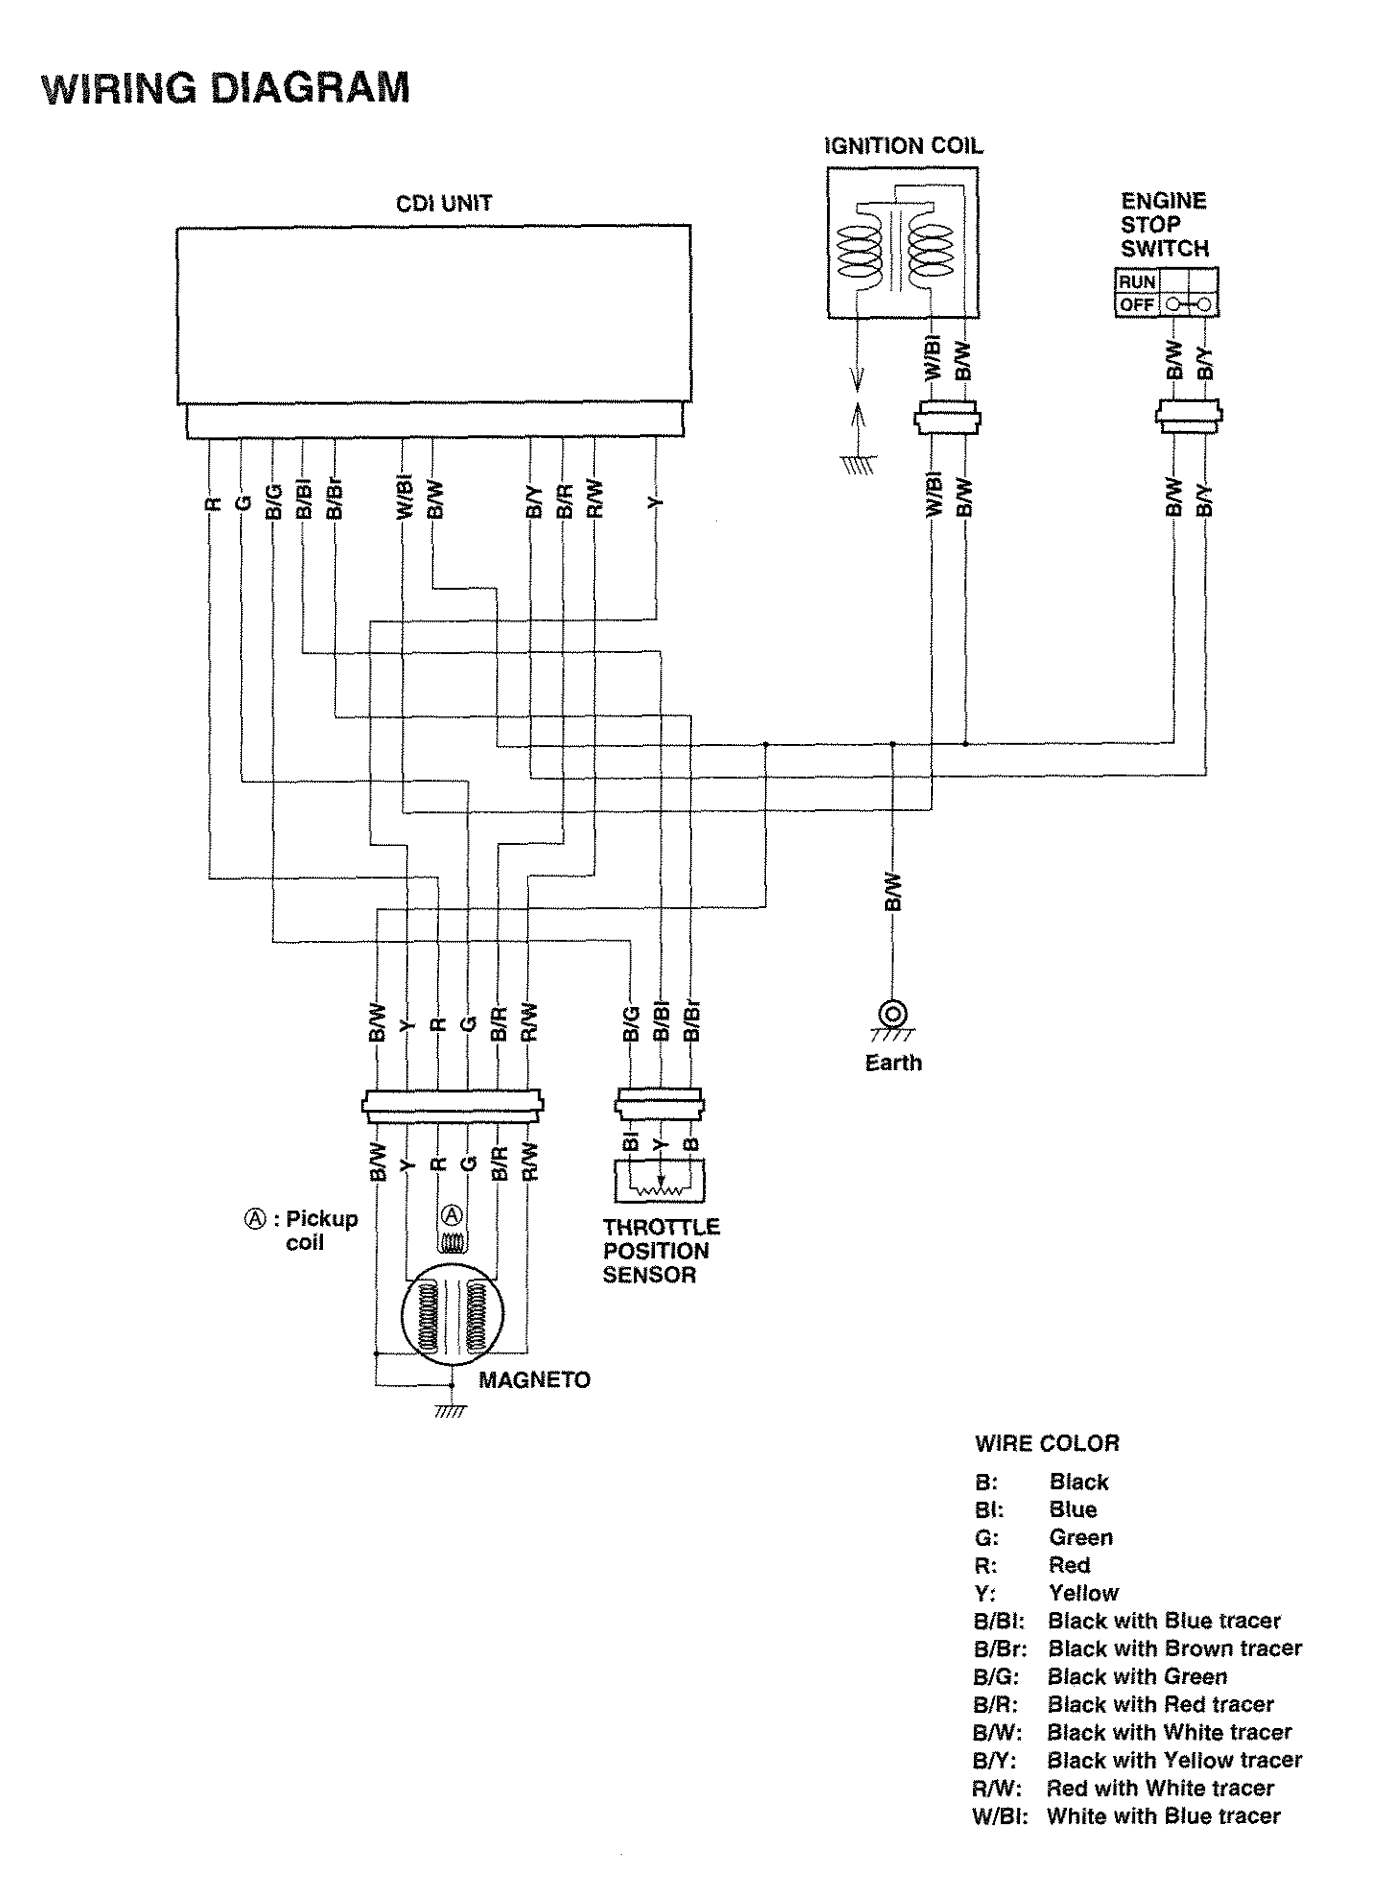 WIRING DIAGRAM
IGNITION COIL
CDI UNIT
ENGINE
STOP
SWITCH
RUN
OFF
W/Bl
B/W
B/W
B/Y
R
G
B/G
B/Bl
B/Br
W/Bl
B/W
B/Y
B/R
R/W
Y
W/Bl
B/W
B/W
B/Y
B/W
Earth
B/W
Y
R
G
B/R
R/W
B/G
B/Bl
B/Br
B/W
Y
R
G
B/R
R/W
Bl
Y
B
A : Pickup
coil
A
THROTTLE
POSITION
SENSOR
MAGNETO
WIRE COLOR
B: Black
Bl: Blue
G: Green
R: Red
Y: Yellow
B/Bl: Black with Blue tracer
B/Br: Black with Brown tracer
B/G: Black with Green
B/R: Black with Red tracer
B/W: Black with White tracer
B/Y: Black with Yellow tracer
R/W: Red with White tracer
W/Bl: White with Blue tracer